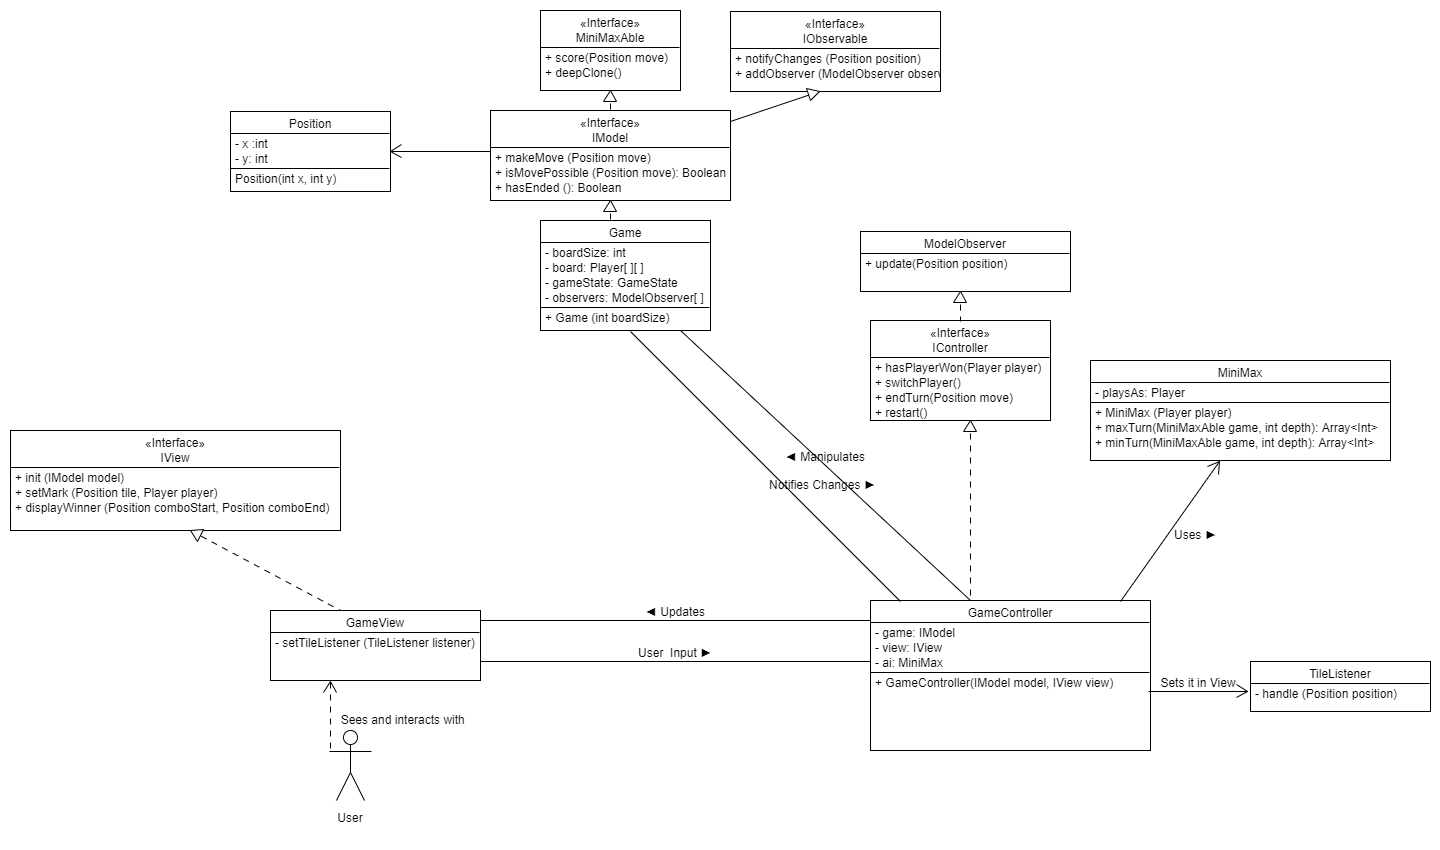 «Interface»
MiniMaxAble
+ score(Position move)
+ deepClone()
«Interface»
IObservable
+ notifyChanges (Position position)
+ addObserver (ModelObserver obser
Position
- x :int
- y: int
Position(int x, int y)
«Interface»
IModel
+ makeMove (Position move)
+ isMovePossible (Position move): Boolean
+ hasEnded (): Boolean
Game
- boardSize: int
- board: Player[ ][ ]
- gameState: GameState
- observers: ModelObserver[ ]
+ Game (int boardSize)
ModelObserver
+ update(Position position)
«Interface»
IController
+ hasPlayerWon(Player player)
+ switchPlayer()
+ endTurn(Position move)
+ restart()
MiniMax
- playsAs: Player
+ MiniMax (Player player)
+ maxTurn(MiniMaxAble game, int depth): Array<Int>
+ minTurn(MiniMaxAble game, int depth): Array<Int>
«Interface»
IView
+ init (IModel model)
+ setMark (Position tile, Player player)
+ displayWinner (Position comboStart, Position comboEnd)
◄ Manipulates
Notifies Changes ►
Uses ►
GameView
- setTileListener (TileListener listener)
◄ Updates
User Input ►
GameController
- game: IModel
- view: IView
- ai: MiniMax
+ GameController(IModel model, IView view)
Sets it in View
TileListener
- handle (Position position)
Sees and interacts with
User